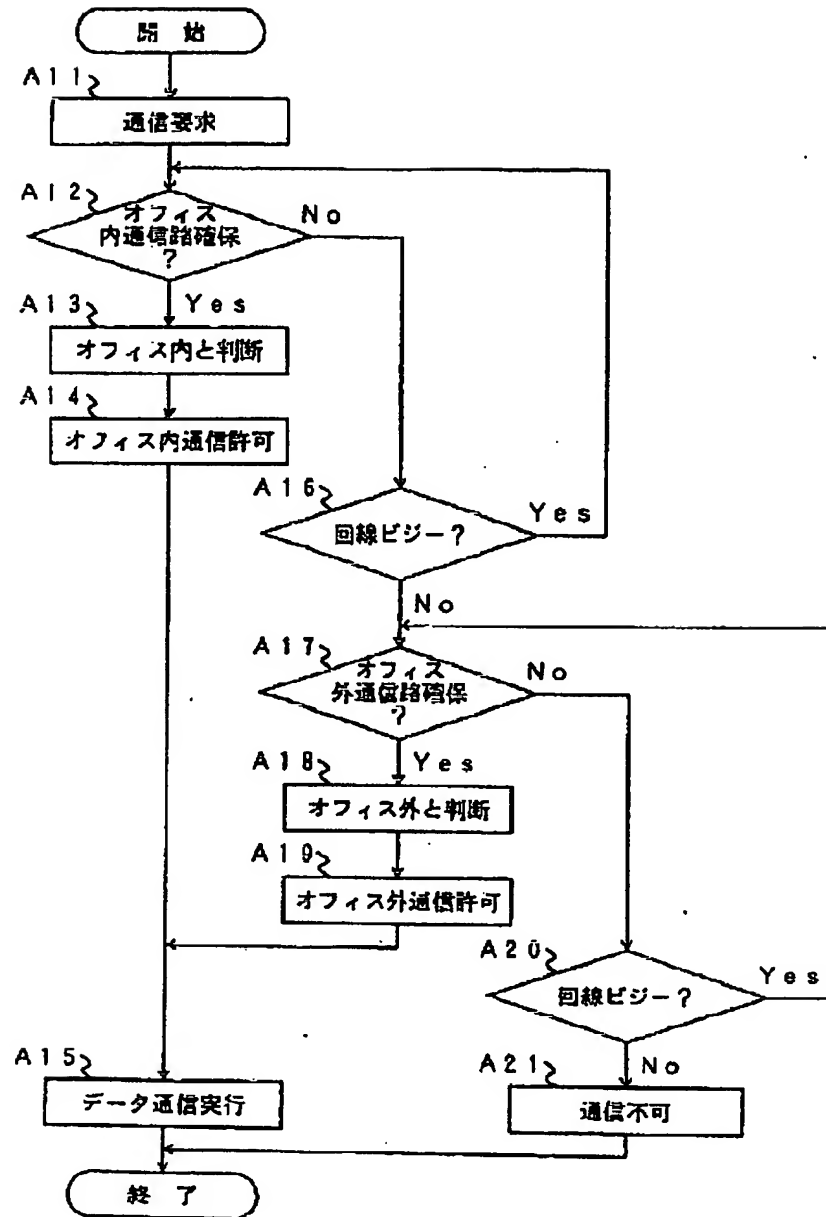 開 始
A11
通信要求
A12
オフィス
内通信路確保
?
No
Yes
A13
オフィス内と判断
A14
オフィス内通信許可
A16
回線ビジー?
Yes
No
A17
オフィス
外通信路確保
?
No
Yes
A18
オフィス外と判断
A19
オフィス外通信許可
A20
回線ビジー?
Yes
No
A15
データ通信実行
A21
通信不可
終 了